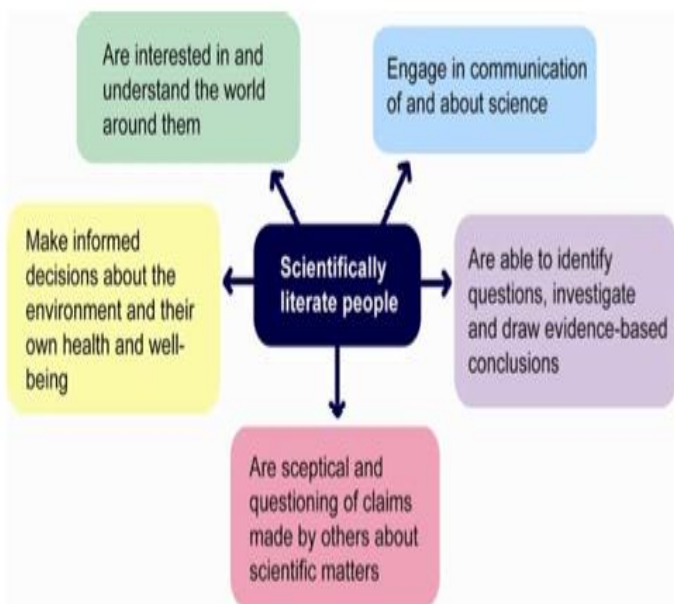 Are interested in and
understand the world
around them
Engage in communication
of and about science
Make informed
decisions about the
environment and their
own health and well-
being
Scientifically
literate people
Are able to identify
questions, investigate
and draw evidence-based
conclusions
Are sceptical and
questioning of claims
made by others about
scientific matters